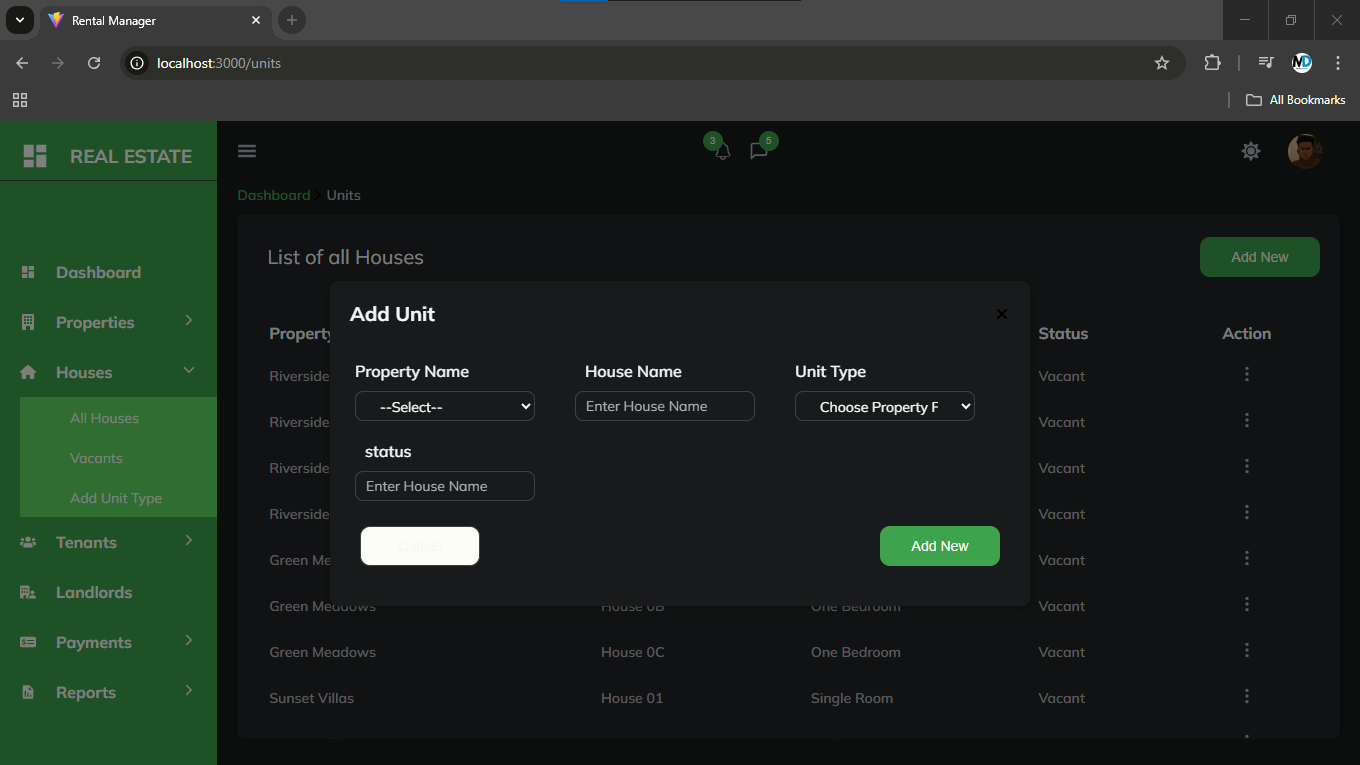 Rental Manager
localhost:3000/units
All Bookmarks
REAL ESTATE
3
5
Dashboard
Units
List of all Houses
Add New
Dashboard
Properties
Houses
All Houses
Vacants
Add Unit Type
Tenants
Landlords
Payments
Reports
Add Unit
Property Name
House Name
Unit Type
--Select--
Enter House Name
Choose Property F
status
Enter House Name
Cancel
Add New
Property
Status
Action
Riverside
Vacant
Riverside
Vacant
Riverside
Vacant
Riverside
Vacant
Green Me
Vacant
Green Meadows House 0B One Bedroom Vacant
Green Meadows House 0C One Bedroom Vacant
Sunset Villas House 01 Single Room Vacant